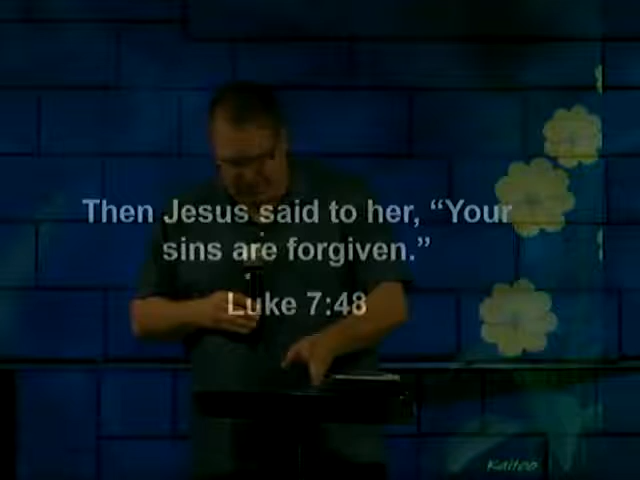 Then Jesus said to her, “Your
sins are forgiven.”
Luke 7:48